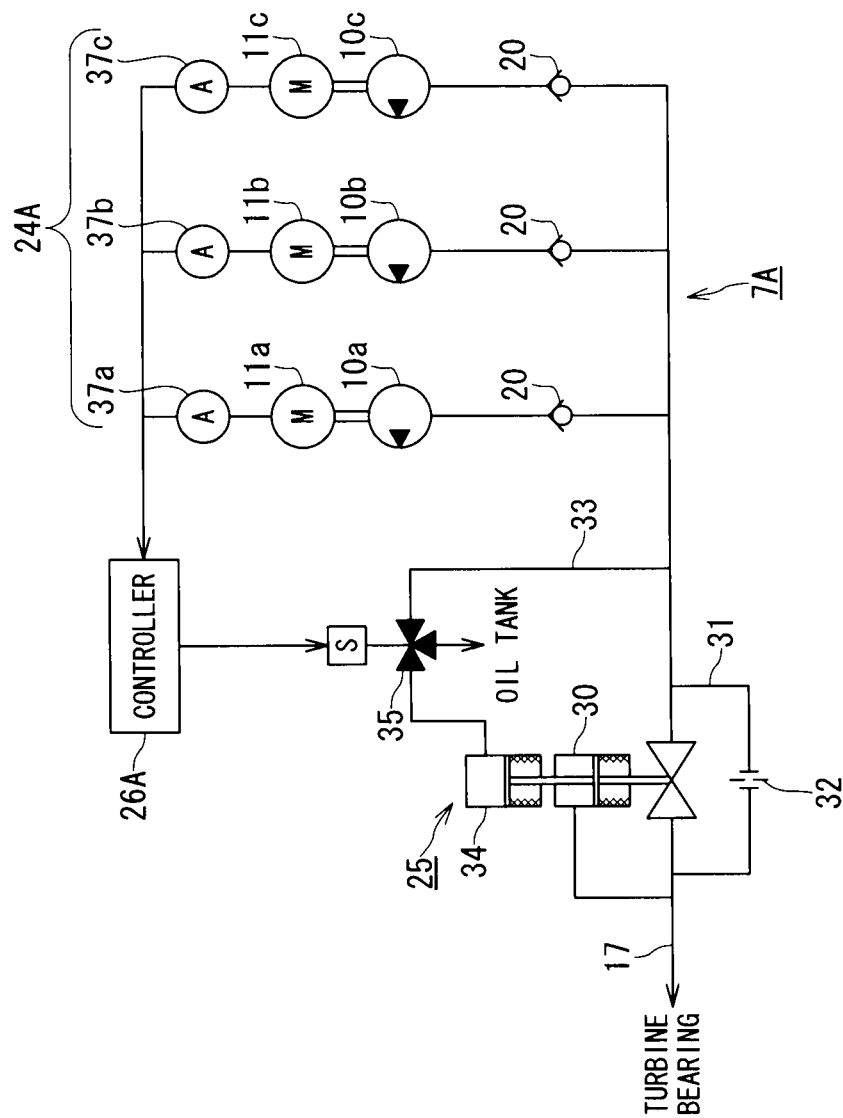 24A
37a
37b
37c
A
A
A
11a
11b
11c
M
M
M
10a
10b
10c
20
20
20
7A
CONTROLLER
26A
S
35
33
OIL TANK
25
34
30
31
32
17
TURBINE
BEARING